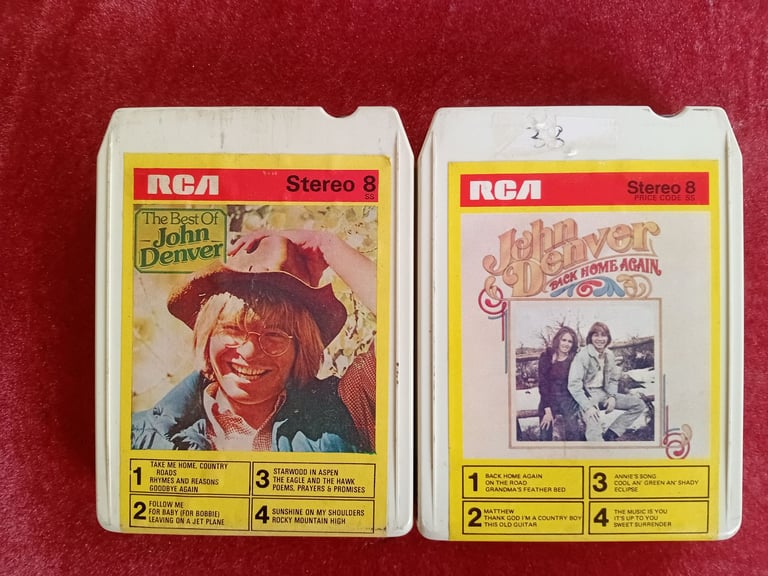 RCA Stereo 8
SS
The Best Of
John
Denver
1 TAKE ME HOME, COUNTRY
ROADS
RHYMES AND REASONS
GOODBYE AGAIN
2 FOLLOW ME
FOR BABY (FOR BOBBIE)
LEAVING ON A JET PLANE
3 STARWOOD IN ASPEN
THE EAGLE AND THE HAWK
POEMS, PRAYERS & PROMISES
4 SUNSHINE ON MY SHOULDERS
ROCKY MOUNTAIN HIGH
33
RCA Stereo 8
PRICE CODE SS
John
Denver
BACK HOME AGAIN
1 BACK HOME AGAIN
ON THE ROAD
GRANDMA'S FEATHER BED
2 MATTHEW
THANK GOD I'M A COUNTRY BOY
THIS OLD GUITAR
3 ANNIE'S SONG
COOL AN' GREEN AN' SHADY
ECLIPSE
4 THE MUSIC IS YOU
IT'S UP TO YOU
SWEET SURRENDER